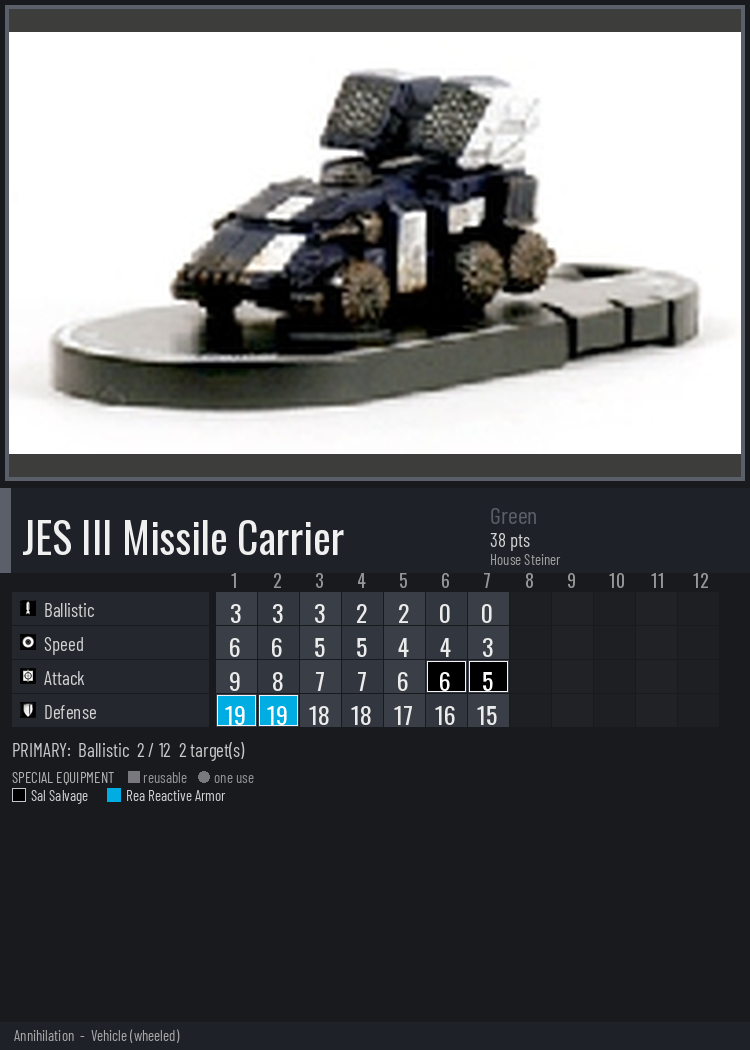 JES III Missile Carrier
Green
38 pts
House Steiner
1 2 3 4 5 6 7 8 9 10 11 12
Ballistic 3 3 3 2 2 0 0
Speed 6 6 5 5 4 4 3
Attack 9 8 7 7 6 6 5
Defense 19 19 18 18 17 16 15
PRIMARY: Ballistic 2 / 12 2 target(s)
SPECIAL EQUIPMENT reusable one use
Sal Salvage Rea Reactive Armor
Annihilation - Vehicle (wheeled)